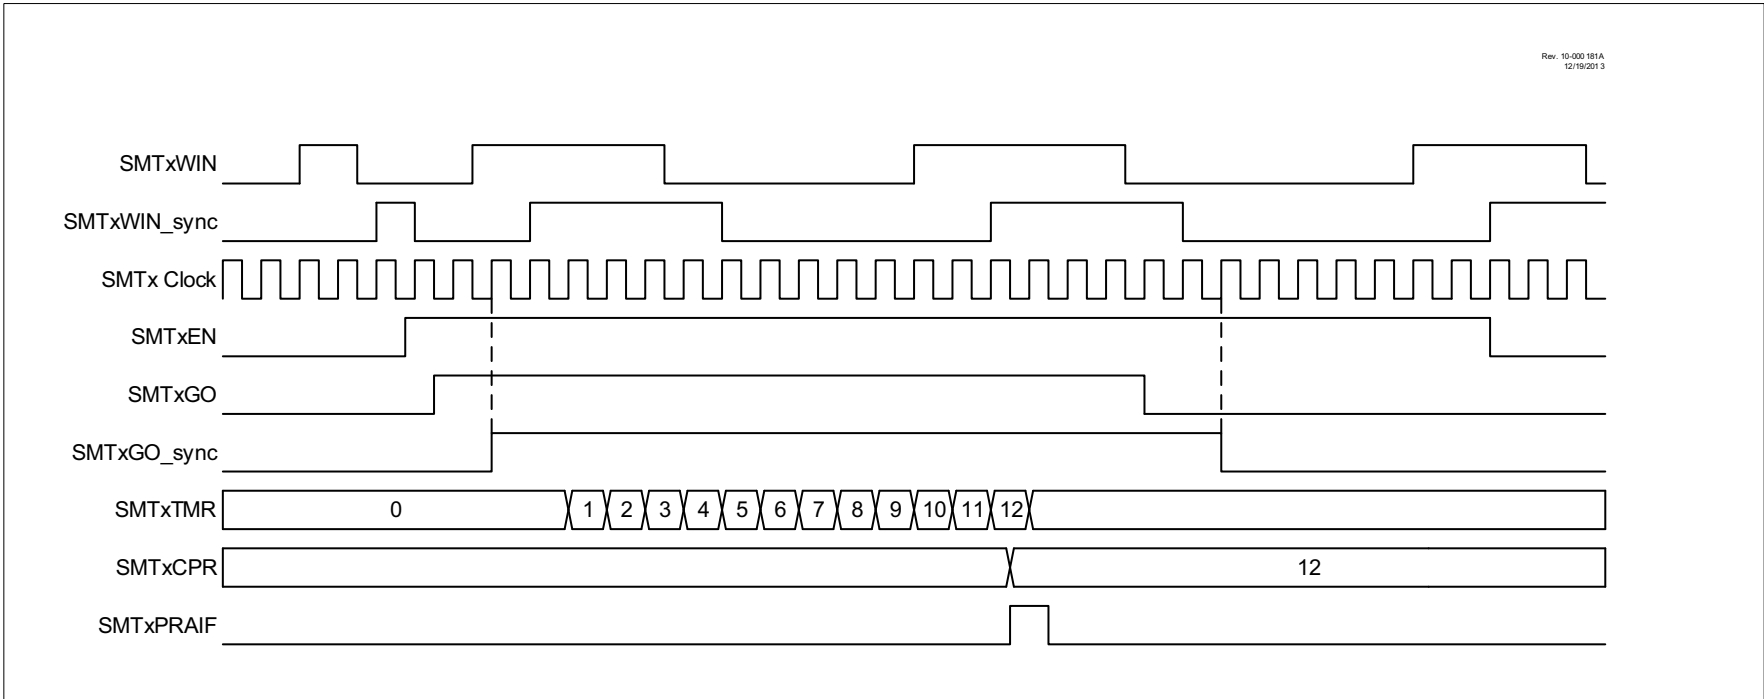 Rev. 10-000 181A
12/19/201 3
SMTxWIN
SMTxWIN_sync
SMTx Clock
SMTxEN
SMTxGO
SMTxGO_sync
SMTxTMR 0 1 2 3 4 5 6 7 8 9 10 11 12
SMTxCPR 12
SMTxPRAIF